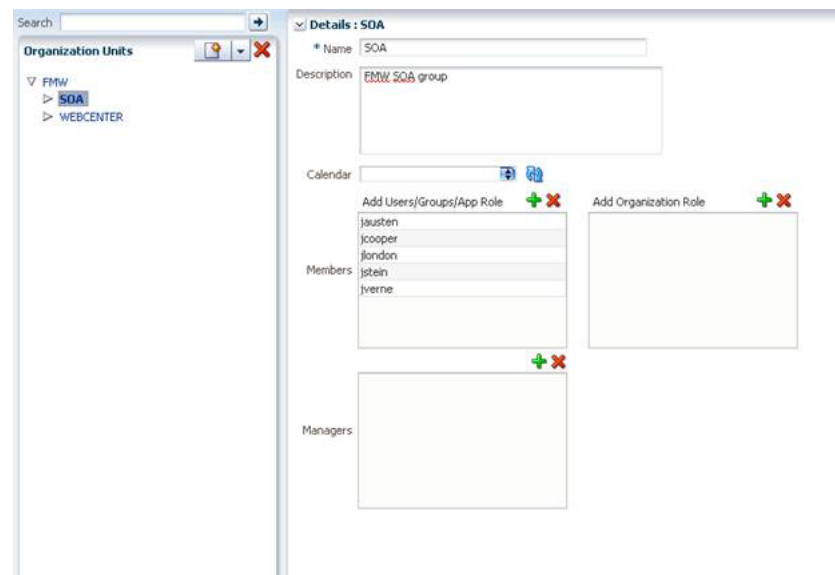 Search
Organization Units
FMW
SOA
WEBCENTER
Details : SOA
* Name SOA
Description FMW SOA group
Calendar
Add Users/Groups/App Role
Add Organization Role
Members
jausten
jcooper
jlondon
jstein
jverne
Managers